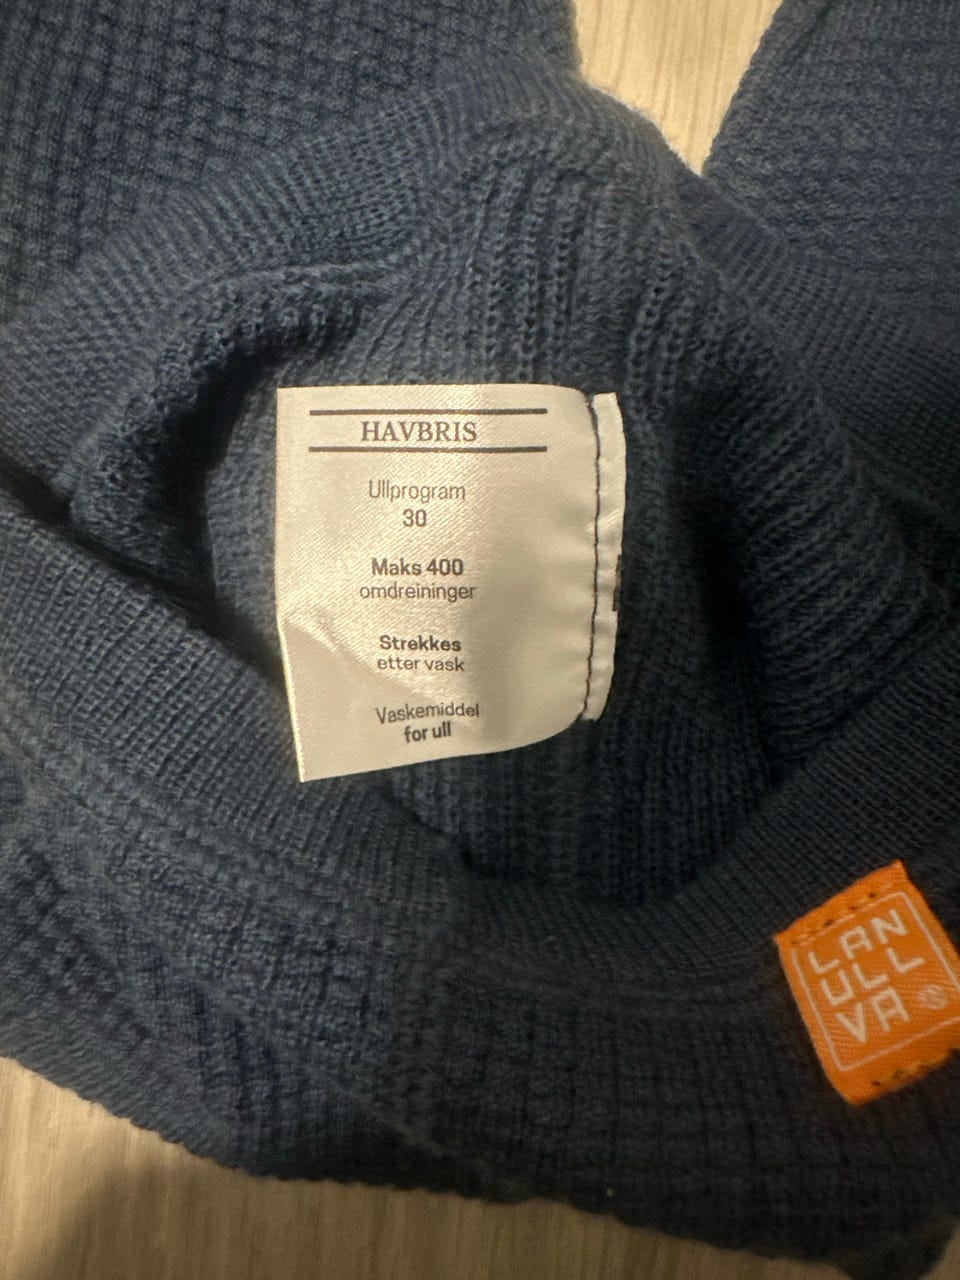 HAVBRIS
Ullprogram
30
Maks 400
omdreininger
Strekkes
etter vask
Vaskemiddel
for ull
LAN
ULL
VA ®